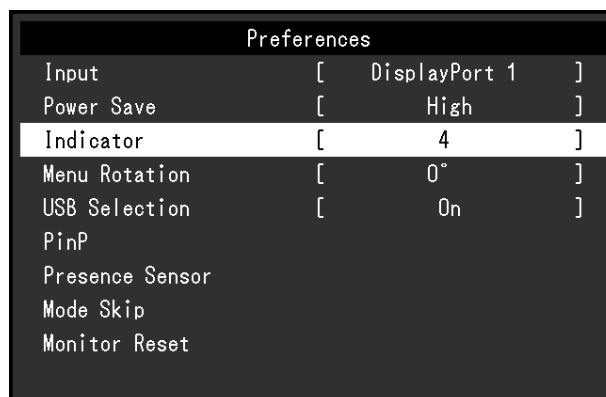 Preferences
Input [ DisplayPort 1 ]
Power Save [ High ]
Indicator [ 4 ]
Menu Rotation [ 0° ]
USB Selection [ On ]
PinP
Presence Sensor
Mode Skip
Monitor Reset